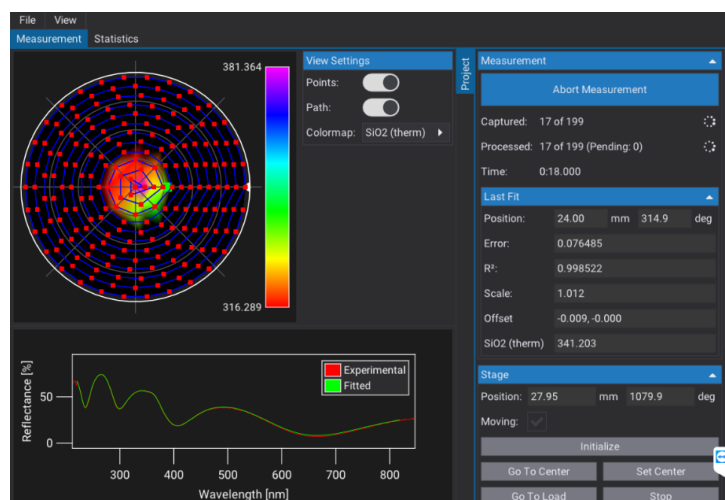 File View
Measurement Statistics
381.364
316.289
View Settings
Points:
Path:
Colormap: SiO2 (therm)
Reflectance [%]
50
0
Experimental
Fitted
300 400 500 600 700 800
Wavelength [nm]
Project
Measurement
Abort Measurement
Captured: 17 of 199
Processed: 17 of 199 (Pending: 0)
Time: 0:18.000
Last Fit
Position: 24.00 mm 314.9 deg
Error: 0.076485
R²: 0.998522
Scale: 1.012
Offset -0.009, -0.000
SiO2 (therm) 341.203
Stage
Position: 27.95 mm 1079.9 deg
Moving:
Initialize
Go To Center Set Center
Go To Load Stop